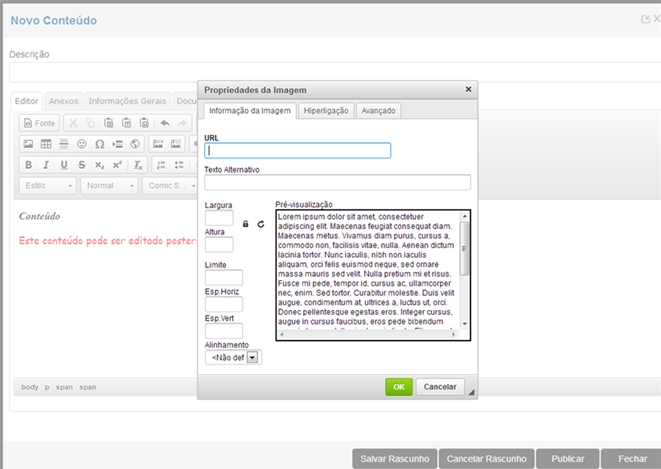 Novo Conteúdo
Descrição
Editor Anexos Informações Gerais
Fonte
B I U S x₂ x² Iₓ
Estilo Normal Comic S...
Conteúdo
Este conteúdo pode ser editado poster
body p span span
Propriedades da Imagem
Informação da Imagem Hiperligação Avançado
URL
Texto Alternativo
Largura
Altura
Limite
Esp.Horiz
Esp.Vert
Alinhamento
<Não def
Pré-visualização
Lorem ipsum dolor sit amet, consectetuer
adipiscing elit. Maecenas feugiat consequat diam.
Maecenas metus. Vivamus diam purus, cursus a,
commodo non, facilisis vitae, nulla. Aenean dictum
lacinia tortor. Nunc iaculis, nibh non iaculis
aliquam, orci felis euismod neque, sed ornare
massa mauris sed velit. Nulla pretium mi et risus.
Fusce mi pede, tempor id, cursus ac, ullamcorper
nec, enim. Sed tortor. Curabitur molestie. Duis velit
augue, condimentum at, ultrices a, luctus ut, orci.
Donec pellentesque egestas eros. Integer cursus,
augue in cursus faucibus, eros pede bibendum
OK Cancelar
Salvar Rascunho Cancelar Rascunho Publicar Fechar